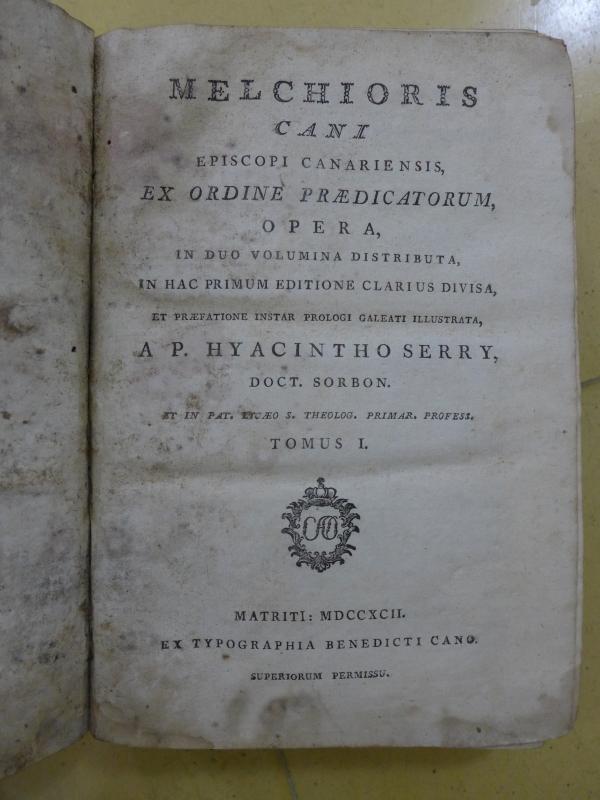 MELCHIORIS
CANI
EPISCOPI CANARIENSIS,
EX ORDINE PRÆDICATORUM,
OPERA,
IN DUO VOLUMINA DISTRIBUTA,
IN HAC PRIMUM EDITIONE CLARIUS DIVISA,
ET PRÆFATIONE INSTAR PROLOGI GALEATI ILLUSTRATA,
A P. HYACINTHO SERRY,
DOCT. SORBON.
ET IN PAT. LYCÆO S. THEOLOG. PRIMAR. PROFESS.
TOMUS I.
MATRITI: MDCCXCII.
EX TYPOGRAPHIA BENEDICTI CANO.
SUPERIORUM PERMISSU.